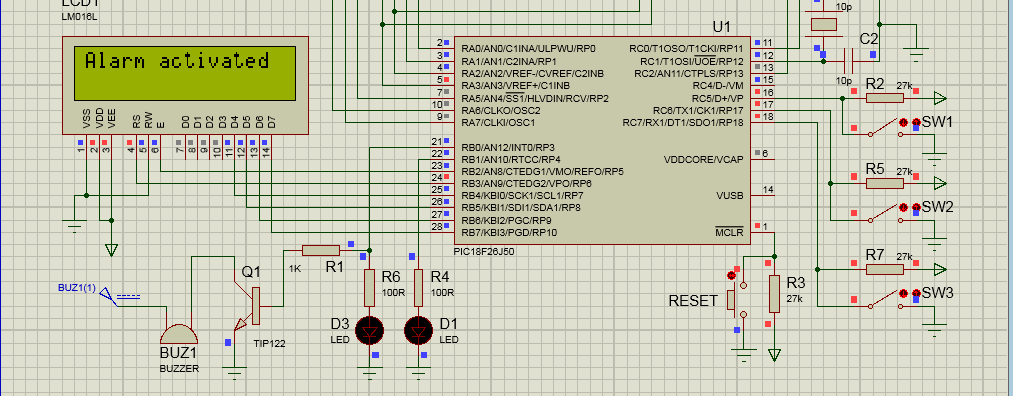 LCD1
LM016L
Alarm activated
VSS
VDD
VEE
RS
RW
E
D0
D1
D2
D3
D4
D5
D6
D7
1
2
3
4
5
6
7
8
9
10
11
12
13
14
U1
2 RA0/AN0/C1INA/ULPWU/RP0
3 RA1/AN1/C2INA/RP1
4 RA2/AN2/VREF-/CVREF/C2INB
5 RA3/AN3/VREF+/C1INB
7 RA5/AN4/SS1/HLVDIN/RCV/RP2
10 RA6/CLKO/OSC2
9 RA7/CLKI/OSC1
21 RB0/AN12/INT0/RP3
22 RB1/AN10/RTCC/RP4
23 RB2/AN8/CTEDG1/VMO/REFO/RP5
24 RB3/AN9/CTEDG2/VPO/RP6
25 RB4/KBI0/SCK1/SCL1/RP7
26 RB5/KBI1/SDI1/SDA1/RP8
27 RB6/KBI2/PGC/RP9
28 RB7/KBI3/PGD/RP10
RC0/T1OSO/T1CKI/RP11 11
RC1/T1OSI/UOE/RP12 12
RC2/AN11/CTPLS/RP13 13
RC4/D-/VM 15
RC5/D+/VP 16
RC6/TX1/CK1/RP17 17
RC7/RX1/DT1/SDO1/RP18 18
VDDCORE/VCAP 6
VUSB 14
MCLR 1
PIC18F26J50
10p
C2
10p
R2
27k
SW1
R5
27k
SW2
R7
27k
SW3
RESET
R3
27k
R1
1K
Q1
TIP122
BUZ1(1)
BUZ1
BUZZER
R6
100R
R4
100R
D3
LED
D1
LED